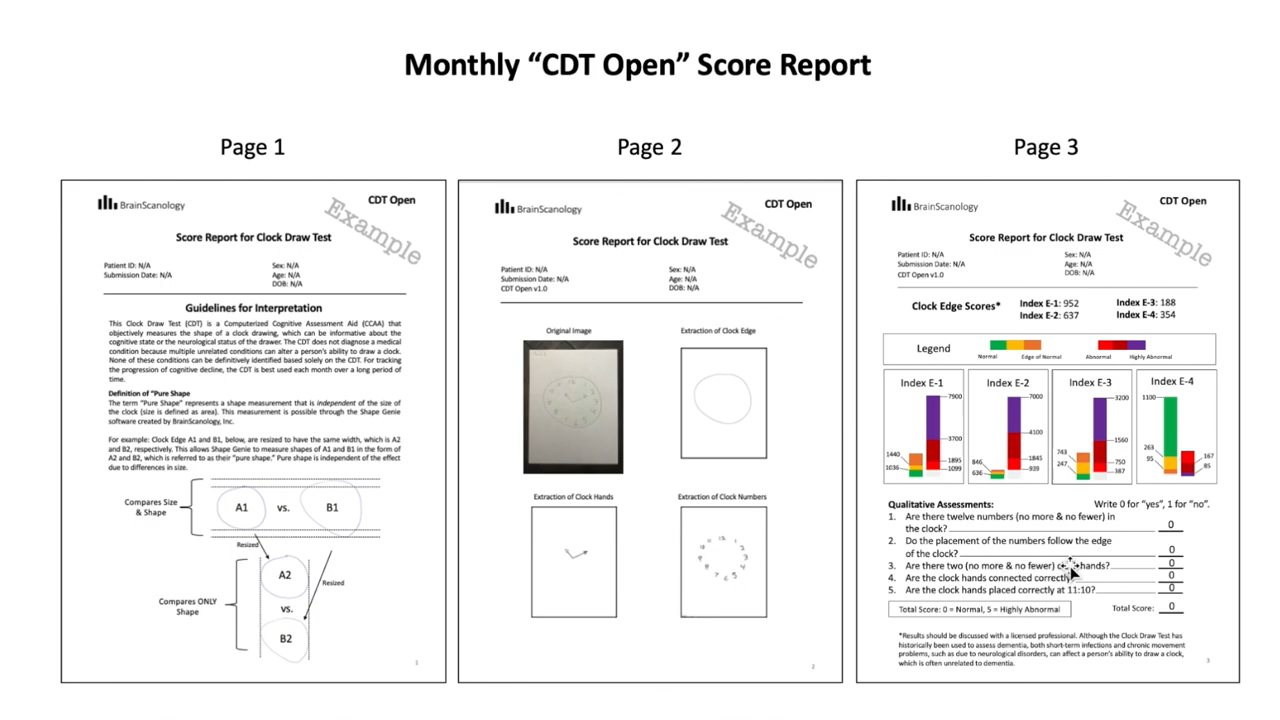 Monthly “CDT Open” Score Report
Page 1
Page 2
Page 3
BrainScanology
CDT Open
Example
Score Report for Clock Draw Test
Patient ID: N/A
Sex: N/A
Submission Date: N/A
Age: N/A
DOB: N/A
Guidelines for Interpretation
This Clock Draw Test (CDT) is a Computerized Cognitive Assessment Aid (CCAA) that
objectively measures the shape of a clock drawing, which can be informative about the
cognitive state or the neurological status of the drawer. The CDT does not diagnose a medical
condition because multiple unrelated conditions can alter a person's ability to draw a clock.
None of these conditions can be definitively identified based solely on the CDT. For tracking
the progression of cognitive decline, the CDT is best used each month over a long period of
time.
Definition of "Pure Shape
The term "Pure Shape" represents a shape measurement that is independent of the size of
the clock (size is defined as area). This measurement is possible through the Shape Genie
software created by BrainScanology, Inc.
For example: Clock Edge A1 and B1, below, are resized to have the same width, which is A2
and B2, respectively. This allows Shape Genie to measure shapes of A1 and B1 in the form of
A2 and B2, which is referred to as their "pure shape." Pure shape is independent of the effect
due to differences in size.
Compares Size
& Shape
A1
vs.
B1
Resized
A2
Resized
Compares ONLY
Shape
vs.
B2
1
BrainScanology
CDT Open
Example
Score Report for Clock Draw Test
Patient ID: N/A
Sex: N/A
Submission Date: N/A
Age: N/A
CDT Open v1.0
DOB: N/A
Original Image
Extraction of Clock Edge
Extraction of Clock Hands
Extraction of Clock Numbers
2
BrainScanology
CDT Open
Example
Score Report for Clock Draw Test
Patient ID: N/A
Sex: N/A
Submission Date: N/A
Age: N/A
CDT Open v1.0
DOB: N/A
Clock Edge Scores*
Index E-1: 952
Index E-3: 188
Index E-2: 637
Index E-4: 354
Legend
Normal
Edge of Normal
Abnormal
Highly Abnormal
Index E-1
7900
3700
1440
1895
1036
1099
Index E-2
7000
4100
846
1845
636
939
Index E-3
3200
1560
743
247
750
387
Index E-4
1100
263
95
167
85
Qualitative Assessments:
Write 0 for "yes", 1 for "no".
1. Are there twelve numbers (no more & no fewer) in
the clock? 0
2. Do the placement of the numbers follow the edge
of the clock? 0
3. Are there two (no more & no fewer) hands? 0
4. Are the clock hands connected correctly 0
5. Are the clock hands placed correctly at 11:10? 0
Total Score: 0 = Normal, 5 = Highly Abnormal
Total Score: 0
*Results should be discussed with a licensed professional. Although the Clock Draw Test has
historically been used to assess dementia, both short-term infections and chronic movement
problems, such as due to neurological disorders, can affect a person's ability to draw a clock,
which is often unrelated to dementia.
3